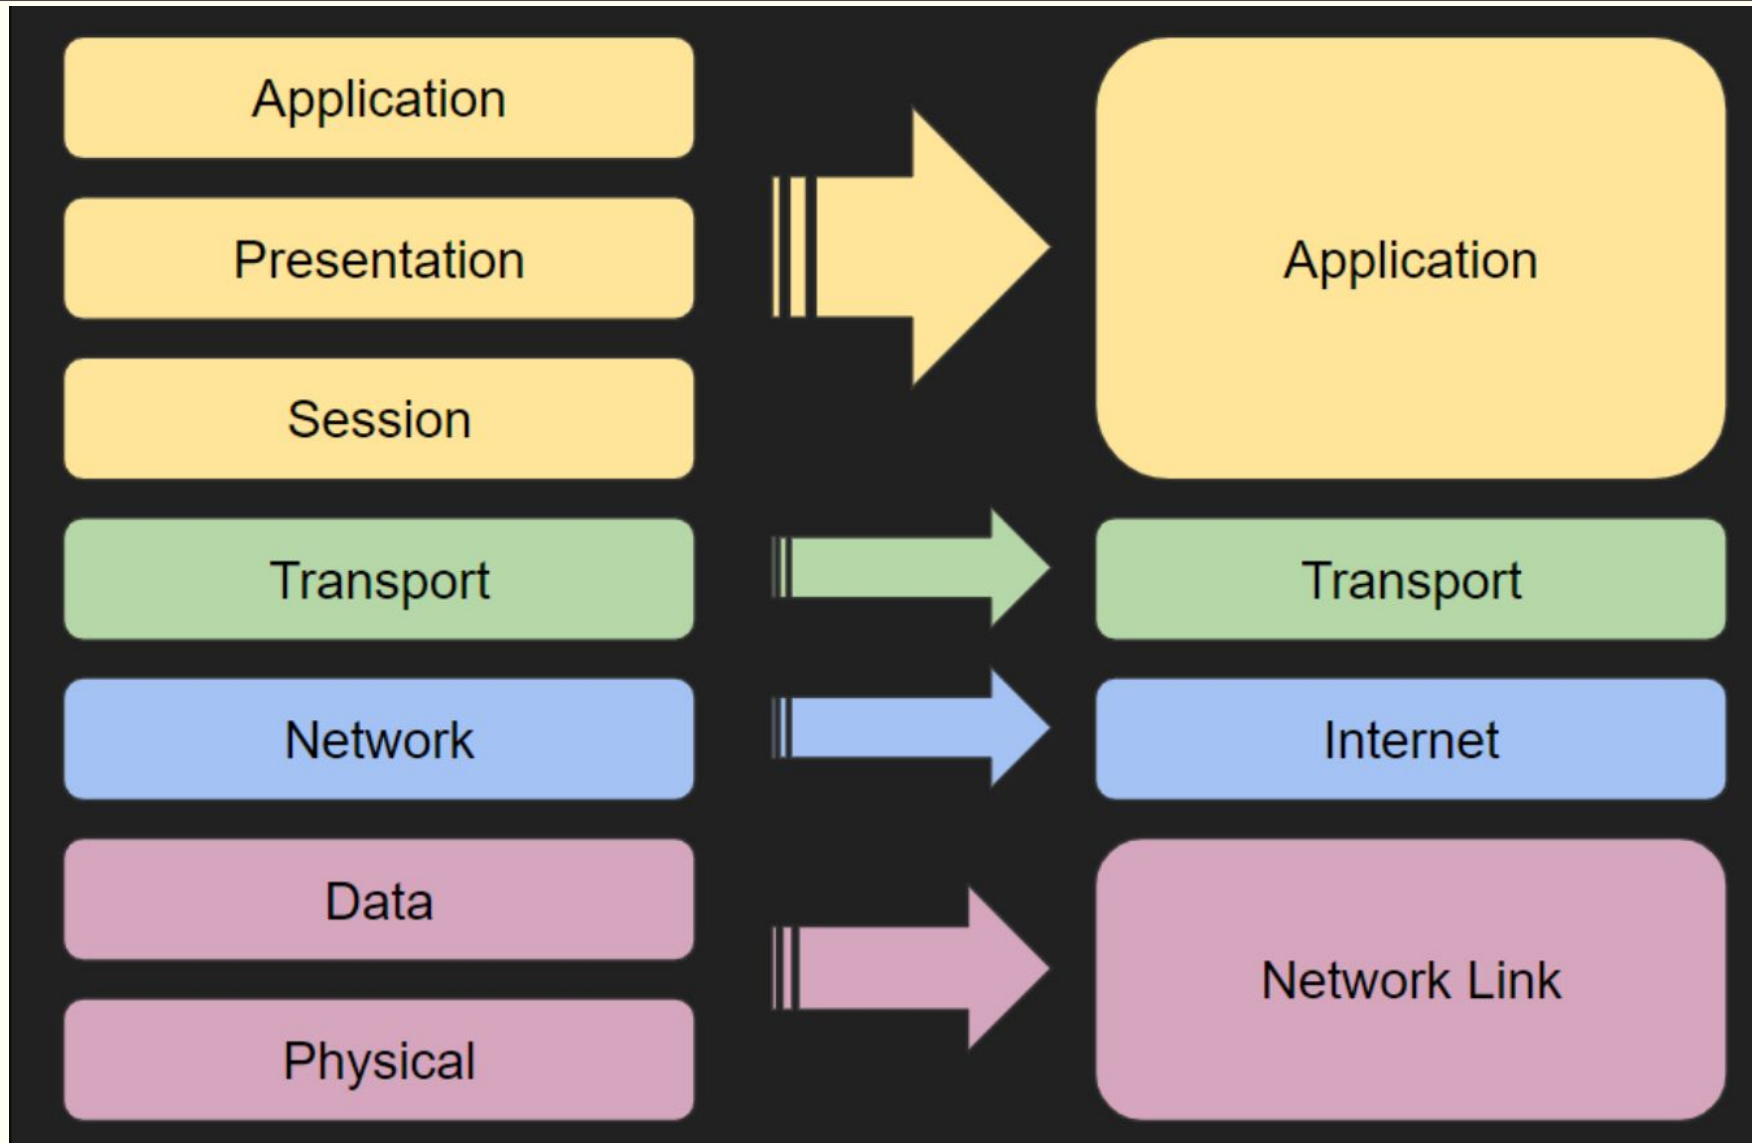 Application
Presentation
Session
Transport
Network
Data
Physical
Application
Transport
Internet
Network Link